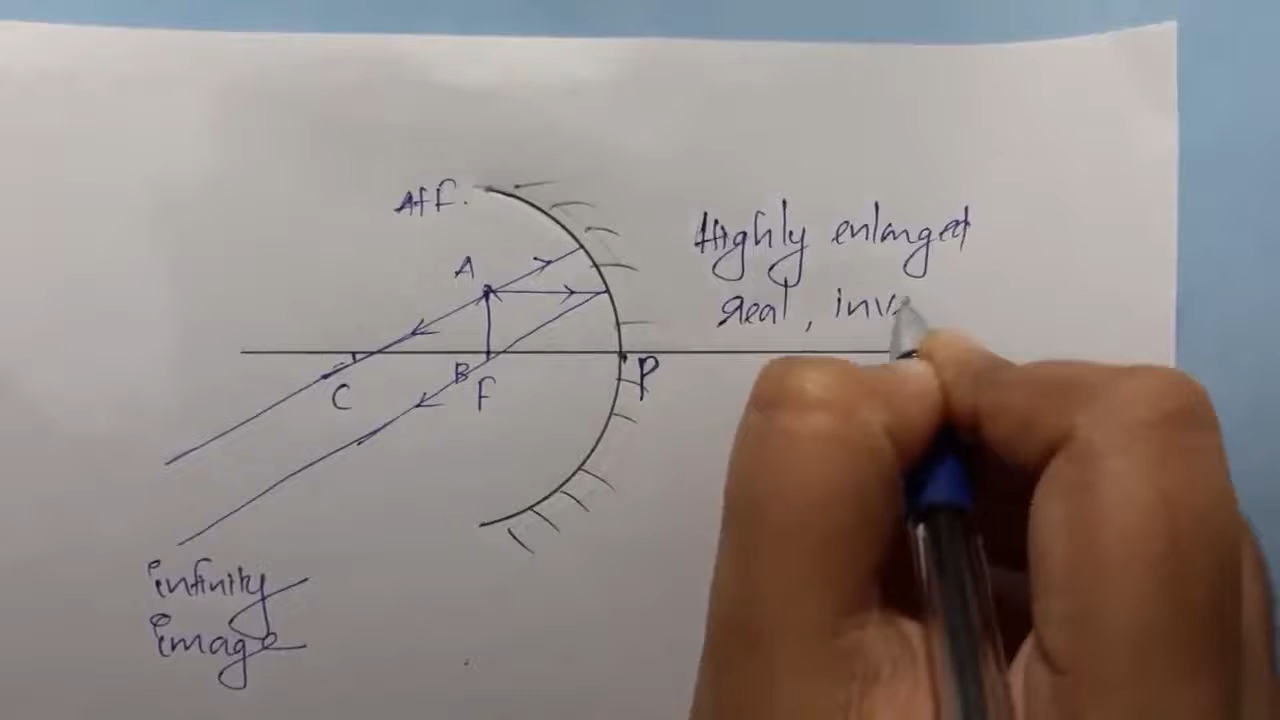 At F.
A
B
C
F
P
Highly enlarged
real, inv
infinity
image